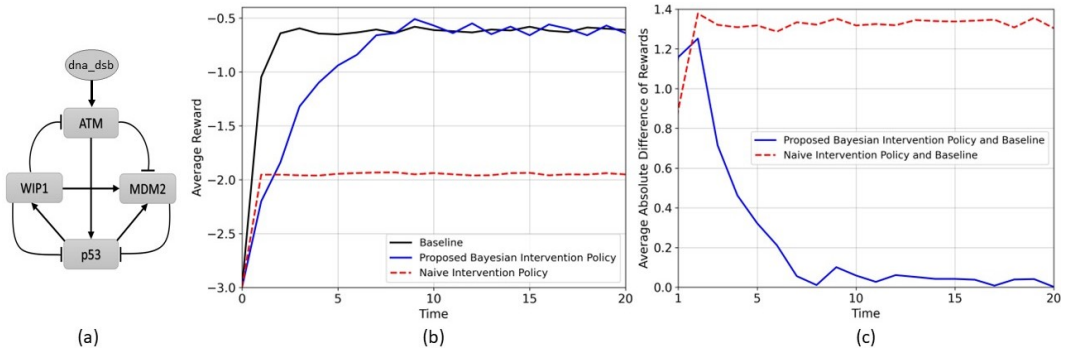 dna_dsb
ATM
WIP1
MDM2
p53
(a)
Average Reward
−0.5
−1.0
−1.5
−2.0
−2.5
−3.0
Baseline
Proposed Bayesian Intervention Policy
Naive Intervention Policy
0 5 10 15 20
Time
(b)
Average Absolute Difference of Rewards
1.4
1.2
1.0
0.8
0.6
0.4
0.2
0.0
Proposed Bayesian Intervention Policy and Baseline
Naive Intervention Policy and Baseline
1 5 10 15 20
Time
(c)